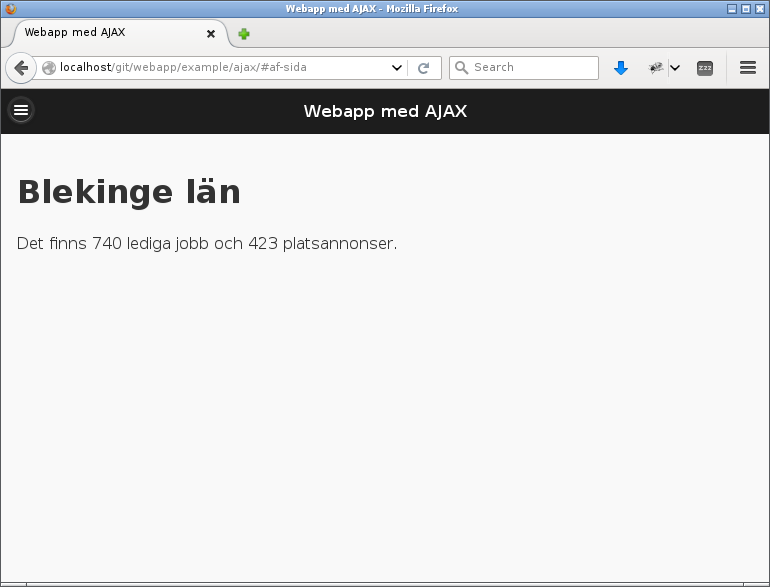 Webapp med AJAX - Mozilla Firefox
Webapp med AJAX
localhost/git/webapp/example/ajax/#af-sida
Search
zzz
Webapp med AJAX
Blekinge län
Det finns 740 lediga jobb och 423 platsannonser.